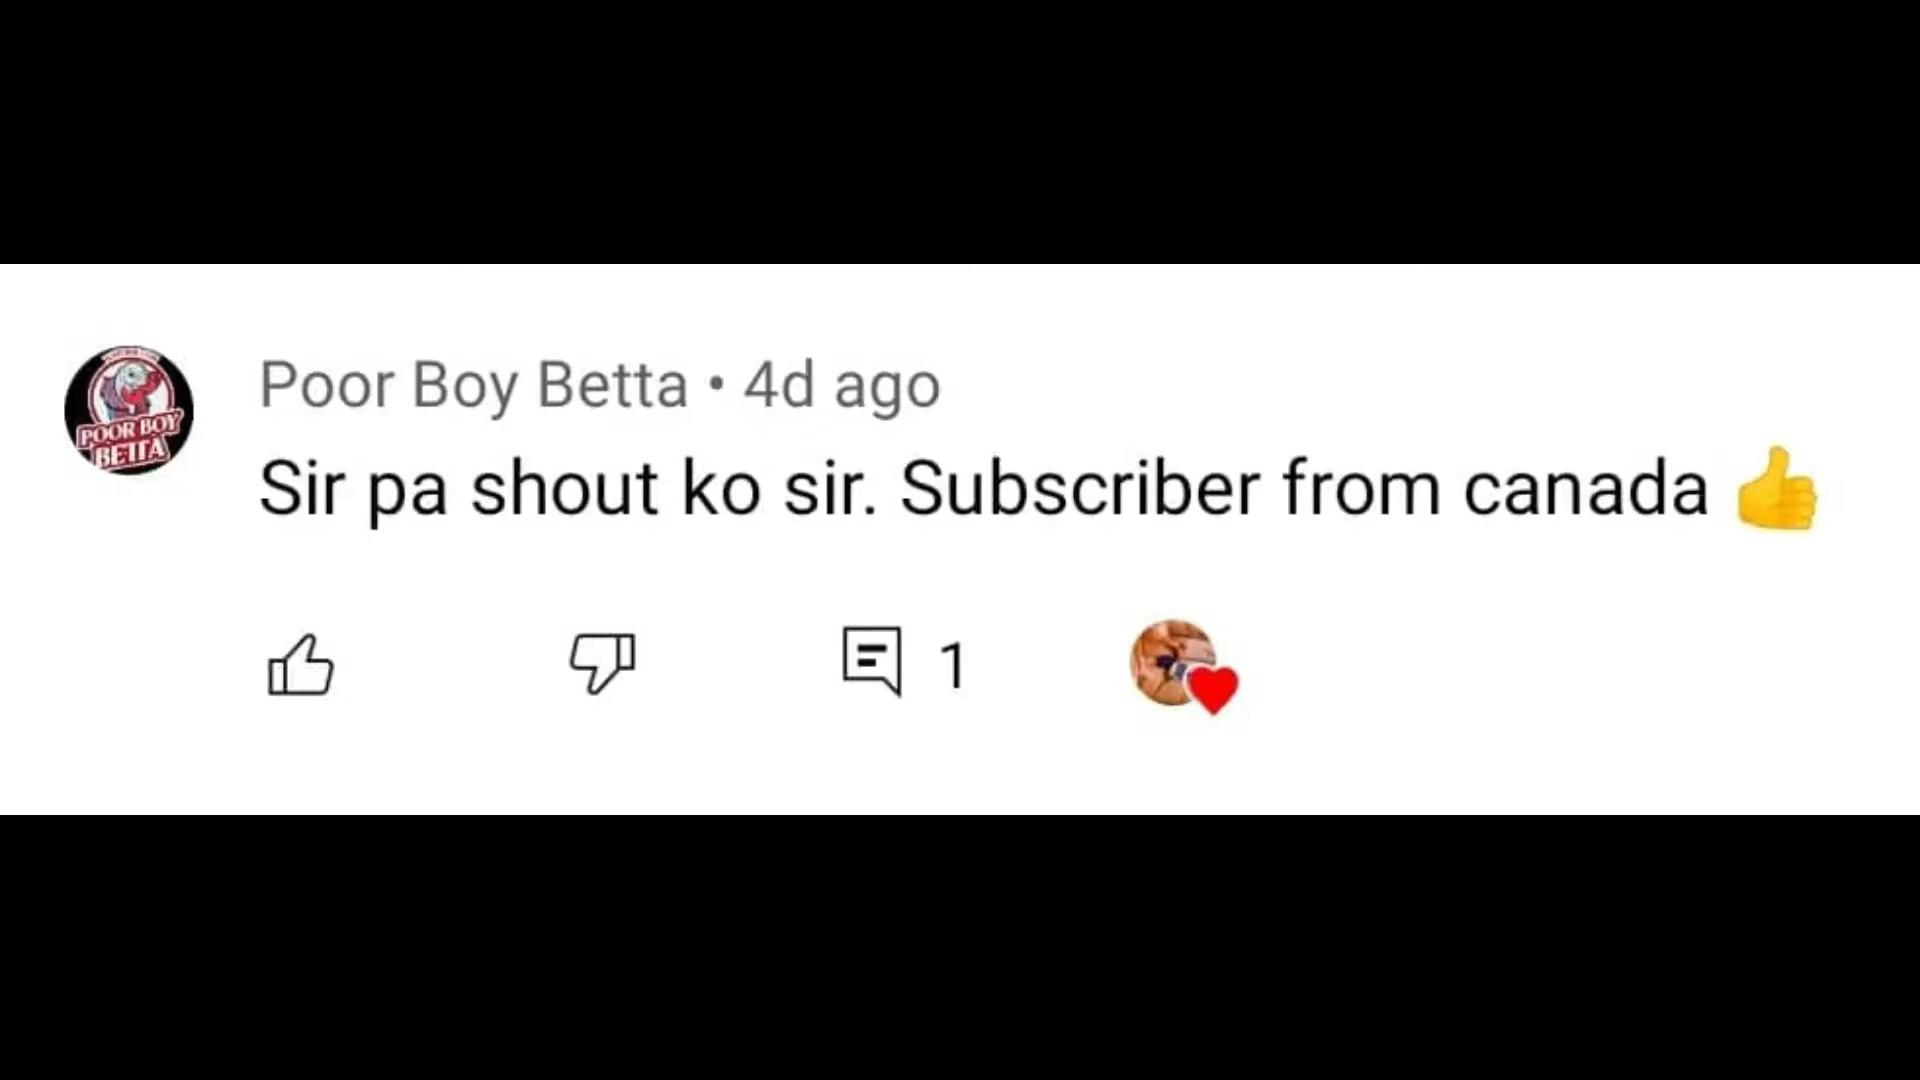 POOR BOY
BETTA
Poor Boy Betta • 4d ago
Sir pa shout ko sir. Subscriber from canada 👍
1